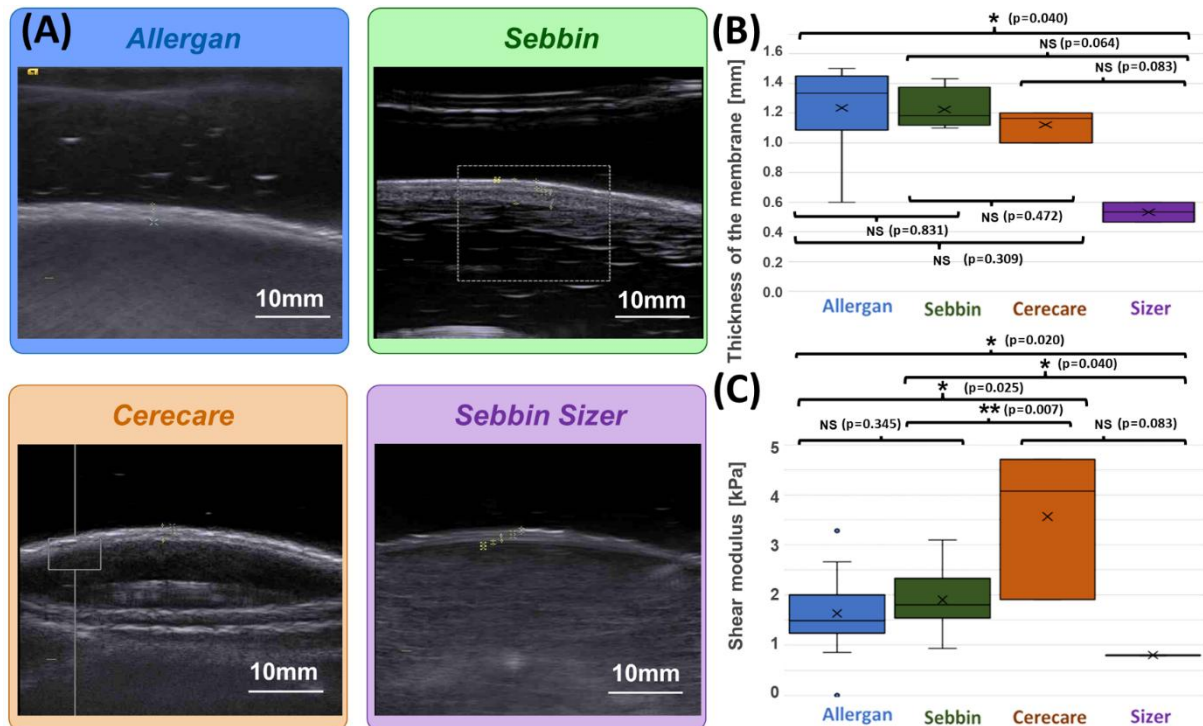 (A)
Allergan
Sebbin
10mm
10mm
Cerecare
Sebbin Sizer
10mm
10mm
(B)
* (p=0.040)
NS (p=0.064)
NS (p=0.083)
Thickness of the membrane [mm]
1.6
1.4
1.2
1.0
0.8
0.6
0.4
0.2
0.0
NS (p=0.472)
NS (p=0.831)
NS (p=0.309)
Allergan Sebbin Cerecare Sizer
(C)
* (p=0.020)
* (p=0.040)
* (p=0.025)
** (p=0.007)
NS (p=0.345)
NS (p=0.083)
Shear modulus [kPa]
5
4
3
2
1
0
Allergan Sebbin Cerecare Sizer